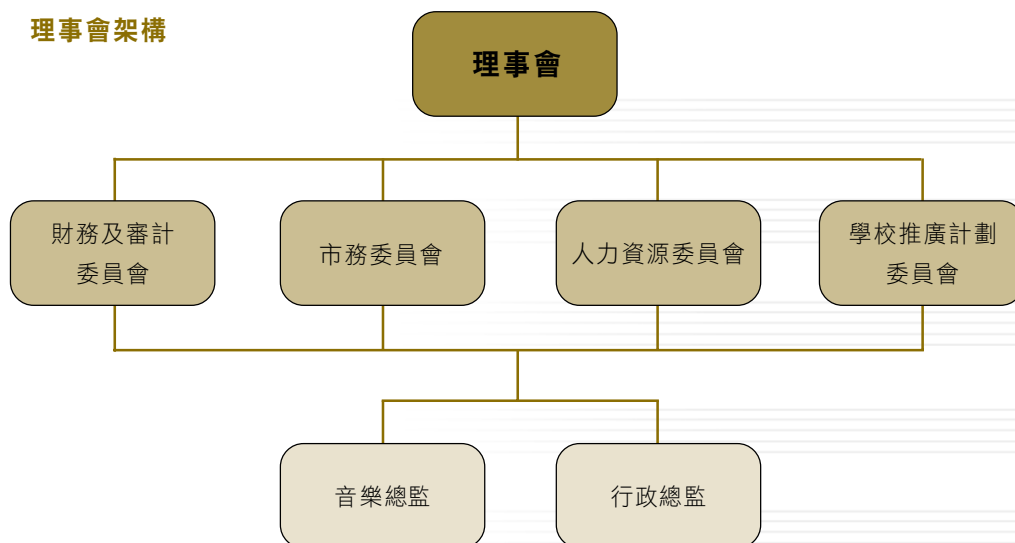 理事會架構
理事會
財務及審計
委員會
市務委員會
人力資源委員會
學校推廣計劃
委員會
音樂總監
行政總監